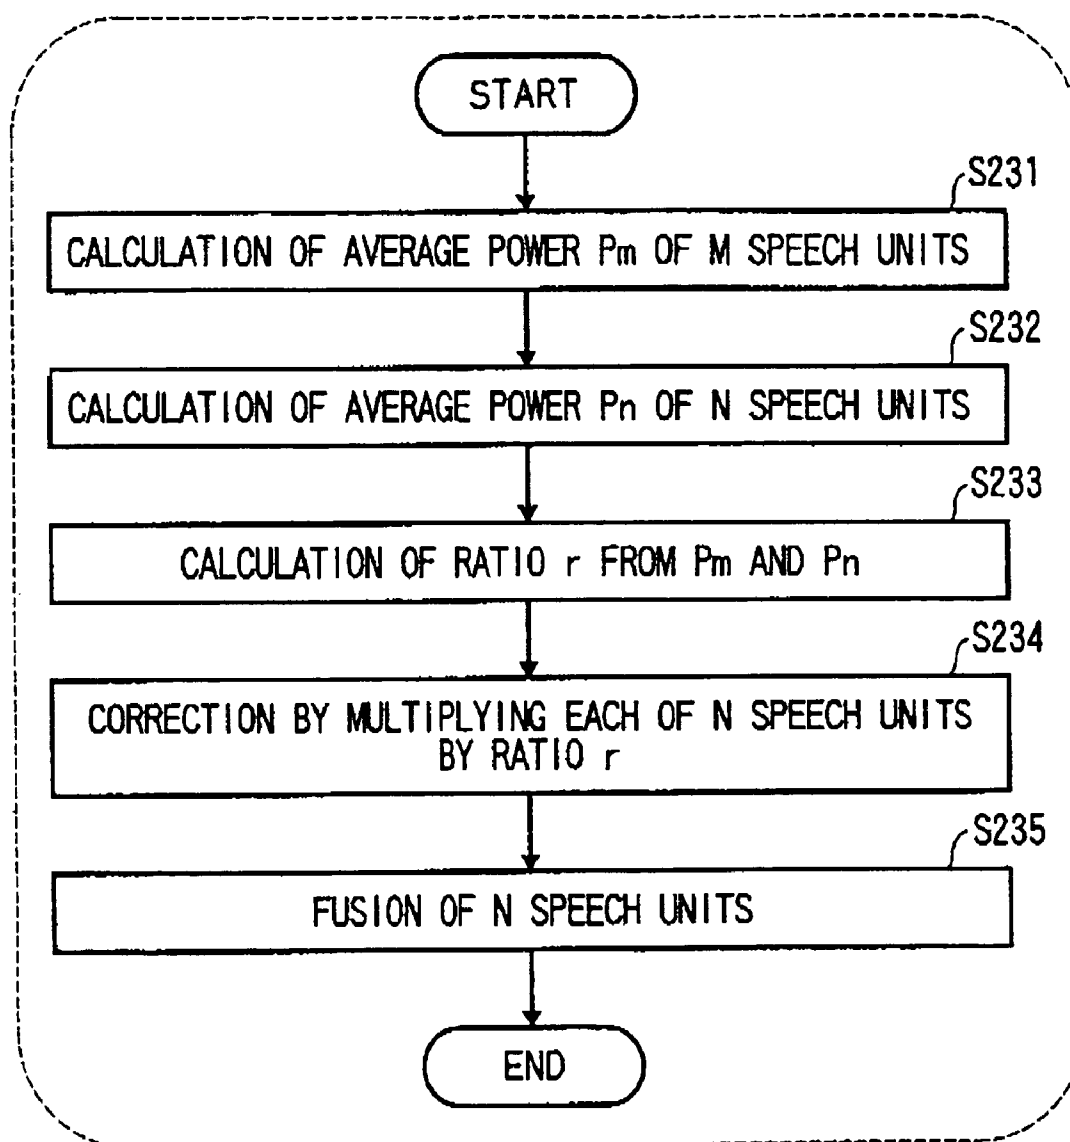 START
S231
CALCULATION OF AVERAGE POWER Pm OF M SPEECH UNITS
S232
CALCULATION OF AVERAGE POWER Pn OF N SPEECH UNITS
S233
CALCULATION OF RATIO r FROM Pm AND Pn
S234
CORRECTION BY MULTIPLYING EACH OF N SPEECH UNITS
BY RATIO r
S235
FUSION OF N SPEECH UNITS
END